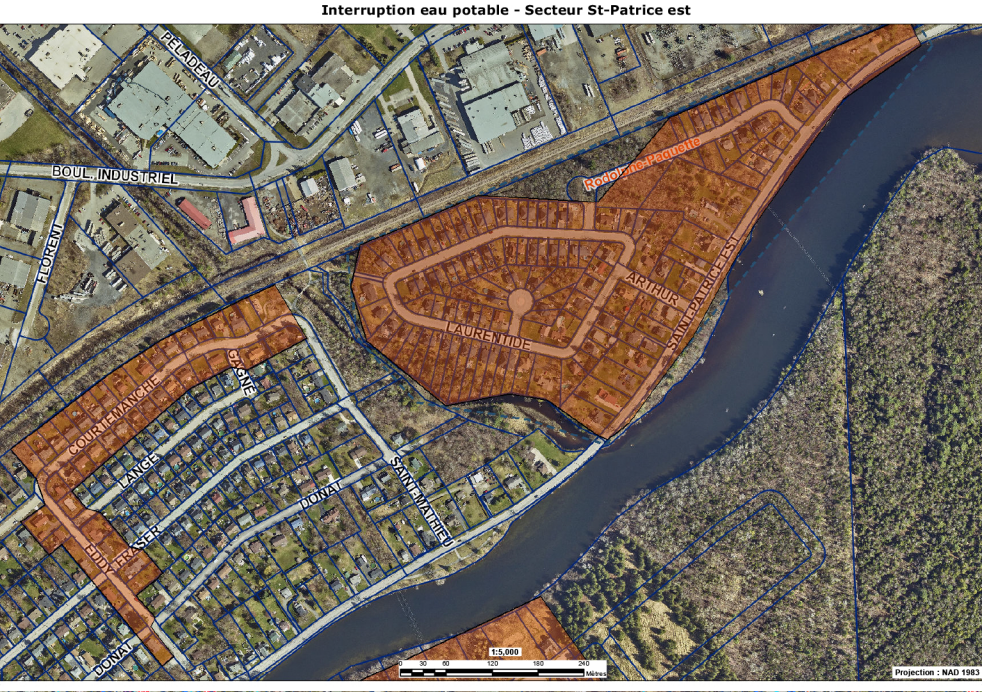 Interruption eau potable - Secteur St-Patrice est
PÉLADEAU
BOUL. INDUSTRIEL
Rodolphe-Paquette
FLORENT
ARTHUR
SAINT-PATRICE EST
LAURENTIDE
GAGNÉ
COURTEMANCHE
LANGE
SAINT-MATHIEU
DONAT
FRASER
EDDY
DONAT
1:5,000
0 30 60 120 180 240
Mètres
Projection : NAD 1983